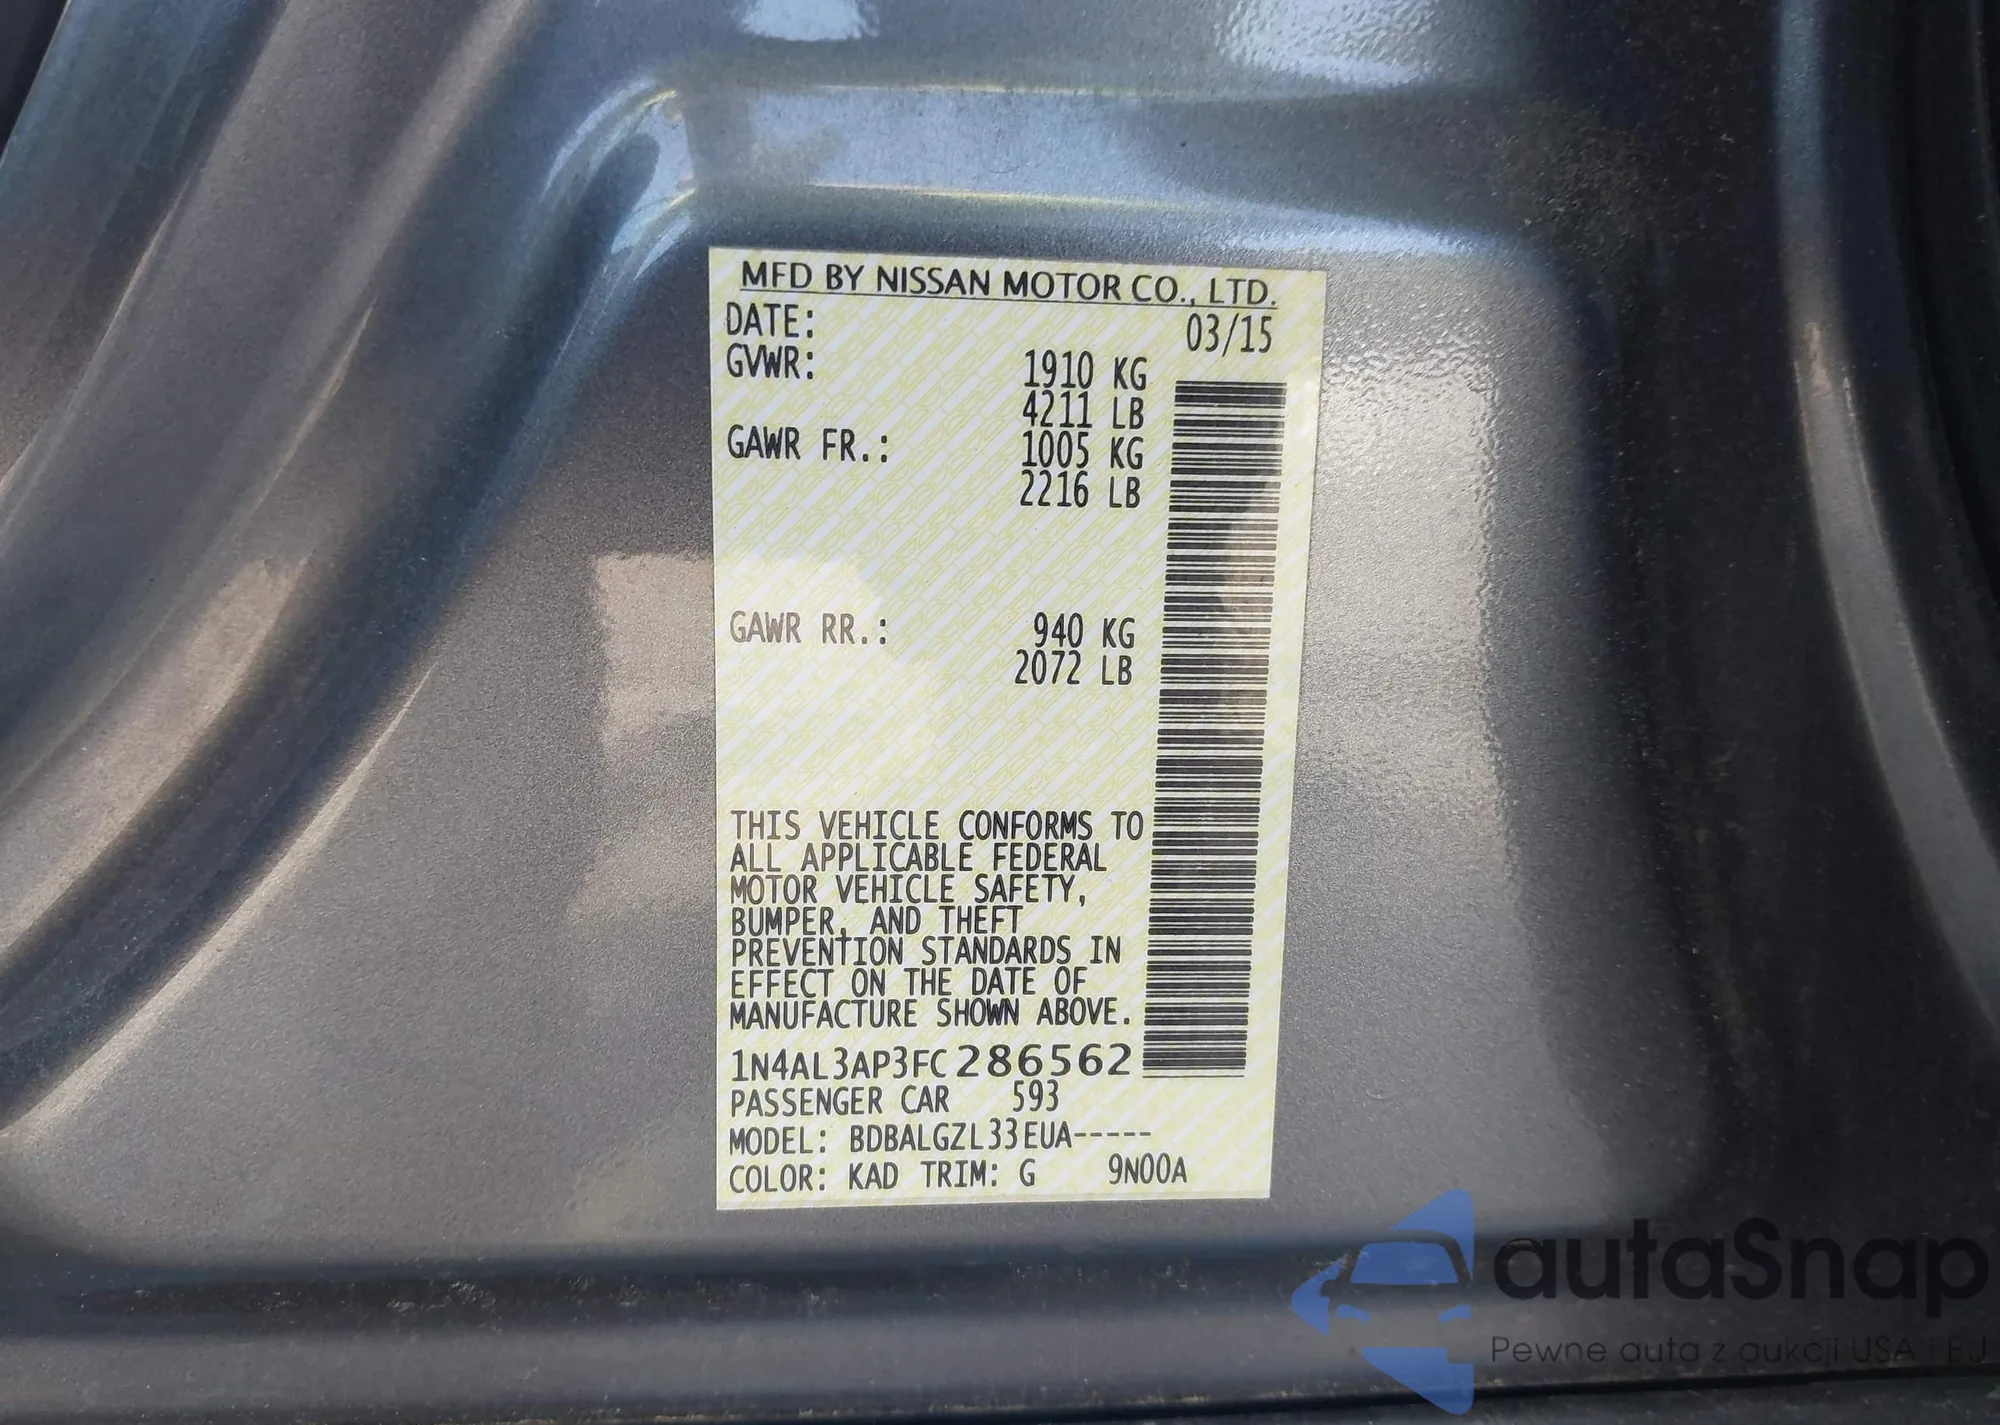 MFD BY NISSAN MOTOR CO., LTD.
DATE: 03/15
GVWR: 1910 KG
4211 LB
GAWR FR.: 1005 KG
2216 LB
GAWR RR.: 940 KG
2072 LB
THIS VEHICLE CONFORMS TO
ALL APPLICABLE FEDERAL
MOTOR VEHICLE SAFETY,
BUMPER, AND THEFT
PREVENTION STANDARDS IN
EFFECT ON THE DATE OF
MANUFACTURE SHOWN ABOVE.
1N4AL3AP3FC286562
PASSENGER CAR 593
MODEL: BDBALGZL33EUA-----
COLOR: KAD TRIM: G 9N00A
autaSnap
Pewne auta z aukcji USA i EU